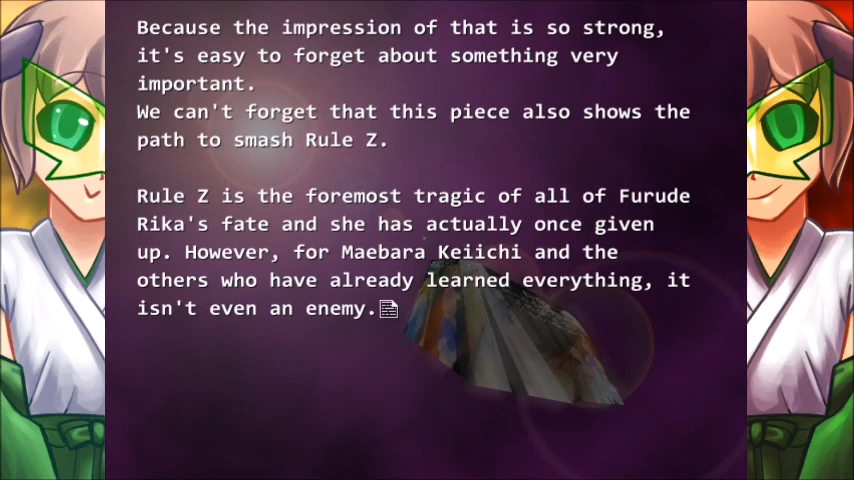 Because the impression of that is so strong,
it's easy to forget about something very
important.
We can't forget that this piece also shows the
path to smash Rule Z.
Rule Z is the foremost tragic of all of Furude
Rika's fate and she has actually once given
up. However, for Maebara Keiichi and the
others who have already learned everything, it
isn't even an enemy.